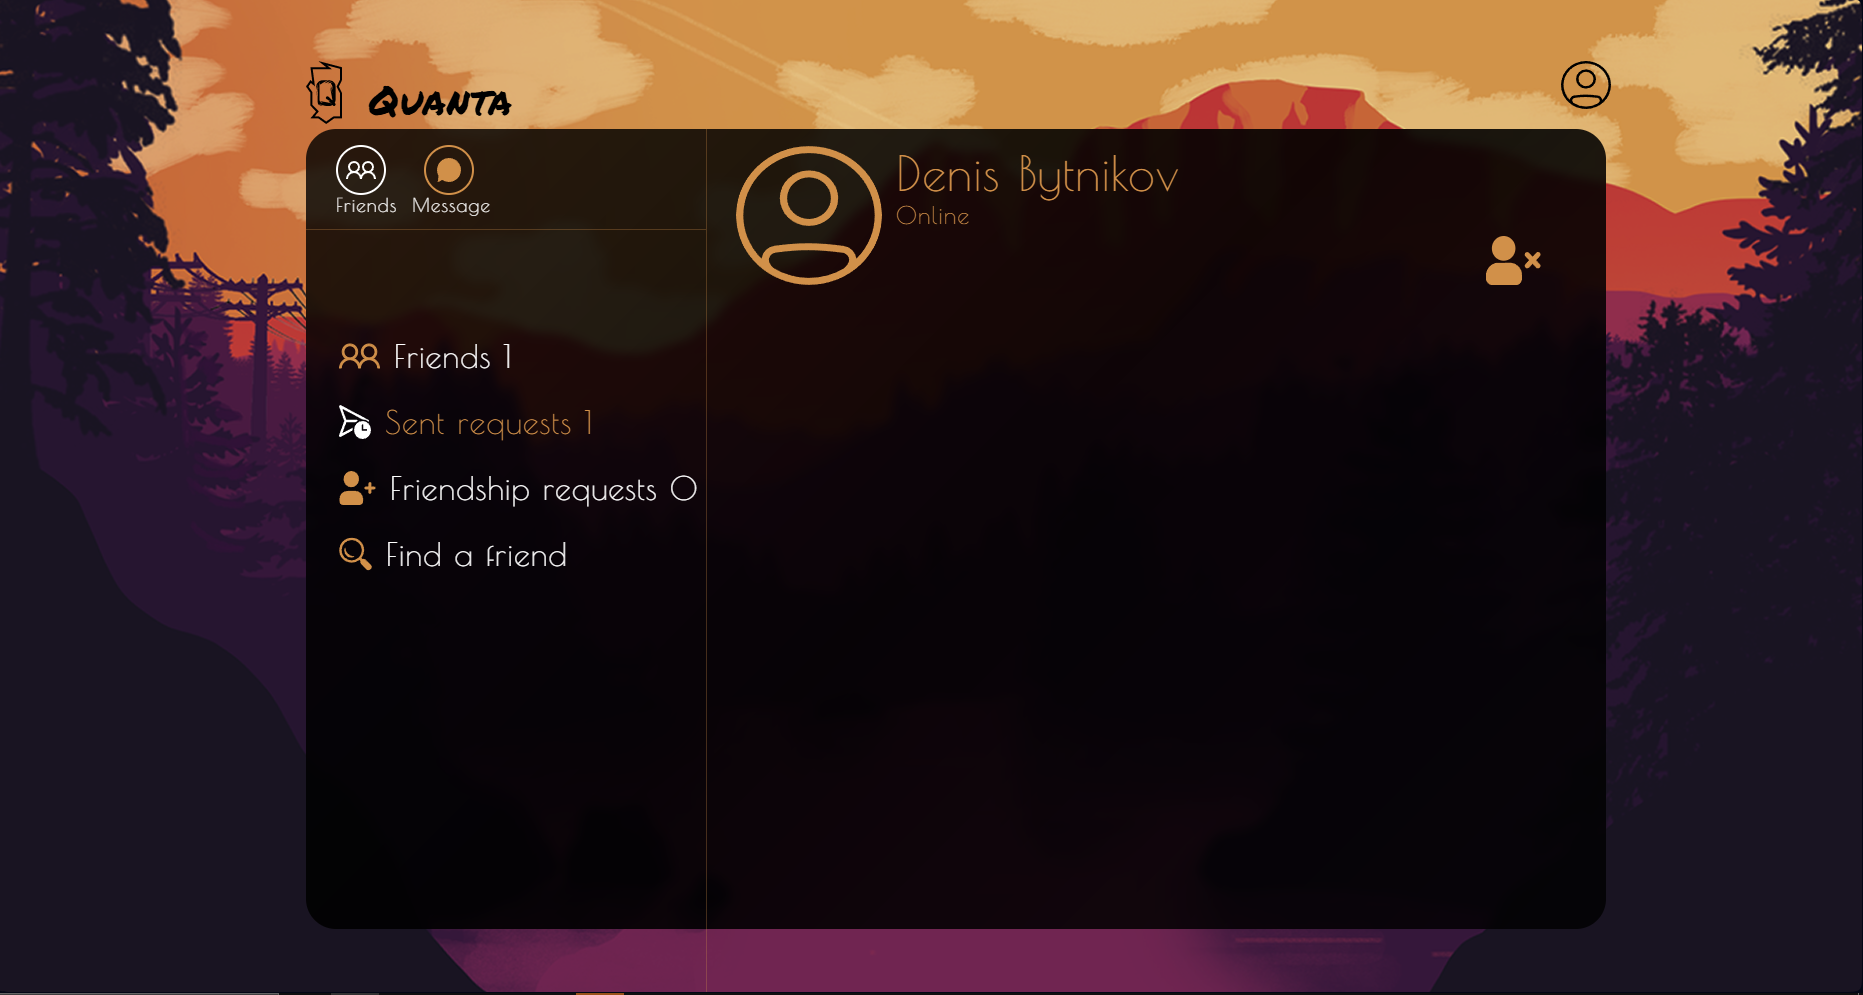 Q
Quanta
Friends
Message
Denis Bytnikov
Online
Friends 1
Sent requests 1
Friendship requests 0
Find a friend